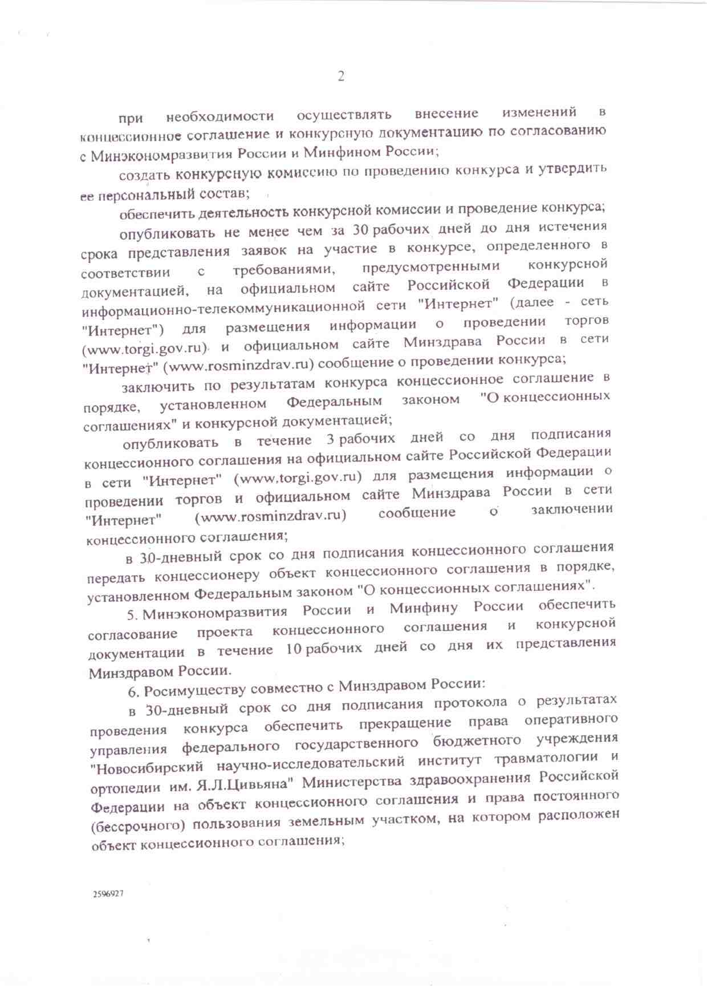 2
при необходимости осуществлять внесение изменений в
концессионное соглашение и конкурсную документацию по согласованию
с Минэкономразвития России и Минфином России;
создать конкурсную комиссию по проведению конкурса и утвердить
ее персональный состав;
обеспечить деятельность конкурсной комиссии и проведение конкурса;
опубликовать не менее чем за 30 рабочих дней до дня истечения
срока представления заявок на участие в конкурсе, определенного в
соответствии с требованиями, предусмотренными конкурсной
документацией, на официальном сайте Российской Федерации в
информационно-телекоммуникационной сети "Интернет" (далее - сеть
"Интернет") для размещения информации о проведении торгов
(www.torgi.gov.ru) и официальном сайте Минздрава России в сети
"Интернет" (www.rosminzdrav.ru) сообщение о проведении конкурса;
заключить по результатам конкурса концессионное соглашение в
порядке, установленном Федеральным законом "О концессионных
соглашениях" и конкурсной документацией;
опубликовать в течение 3 рабочих дней со дня подписания
концессионного соглашения на официальном сайте Российской Федерации
в сети "Интернет" (www.torgi.gov.ru) для размещения информации о
проведении торгов и официальном сайте Минздрава России в сети
"Интернет" (www.rosminzdrav.ru) сообщение о заключении
концессионного соглашения;
в 30-дневный срок со дня подписания концессионного соглашения
передать концессионеру объект концессионного соглашения в порядке,
установленном Федеральным законом "О концессионных соглашениях".
5. Минэкономразвития России и Минфину России обеспечить
согласование проекта концессионного соглашения и конкурсной
документации в течение 10 рабочих дней со дня их представления
Минздравом России.
6. Росимуществу совместно с Минздравом России:
в 30-дневный срок со дня подписания протокола о результатах
проведения конкурса обеспечить прекращение права оперативного
управления федерального государственного бюджетного учреждения
"Новосибирский научно-исследовательский институт травматологии и
ортопедии им. Я.Л.Цивьяна" Министерства здравоохранения Российской
Федерации на объект концессионного соглашения и права постоянного
(бессрочного) пользования земельным участком, на котором расположен
объект концессионного соглашения;
2596927